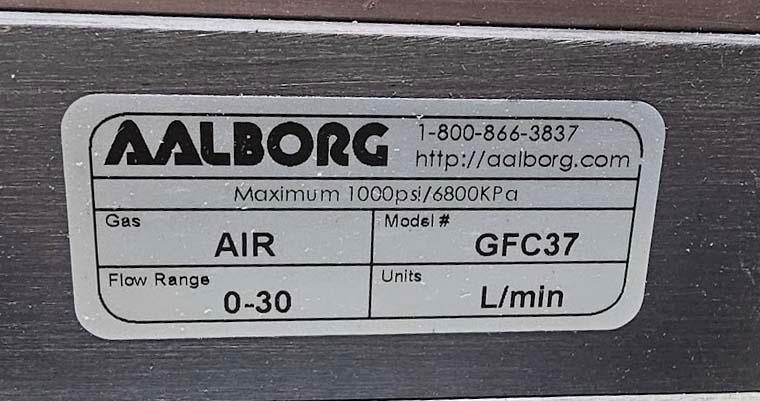 AALBORG 1-800-866-3837
http://aalborg.com
Maximum 1000psi/6800KPa
Gas Model #
AIR GFC37
Flow Range Units
0-30 L/min